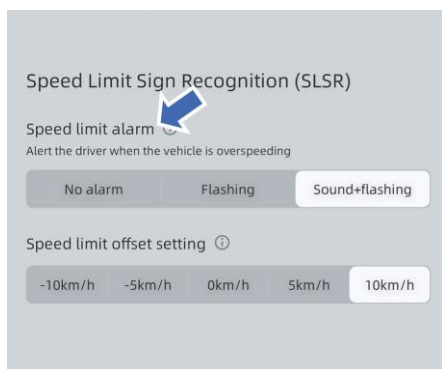 Speed Limit Sign Recognition (SLSR)
Speed limit alarm
Alert the driver when the vehicle is overspeeding
No alarm Flashing Sound+flashing
Speed limit offset setting
-10km/h -5km/h 0km/h 5km/h 10km/h